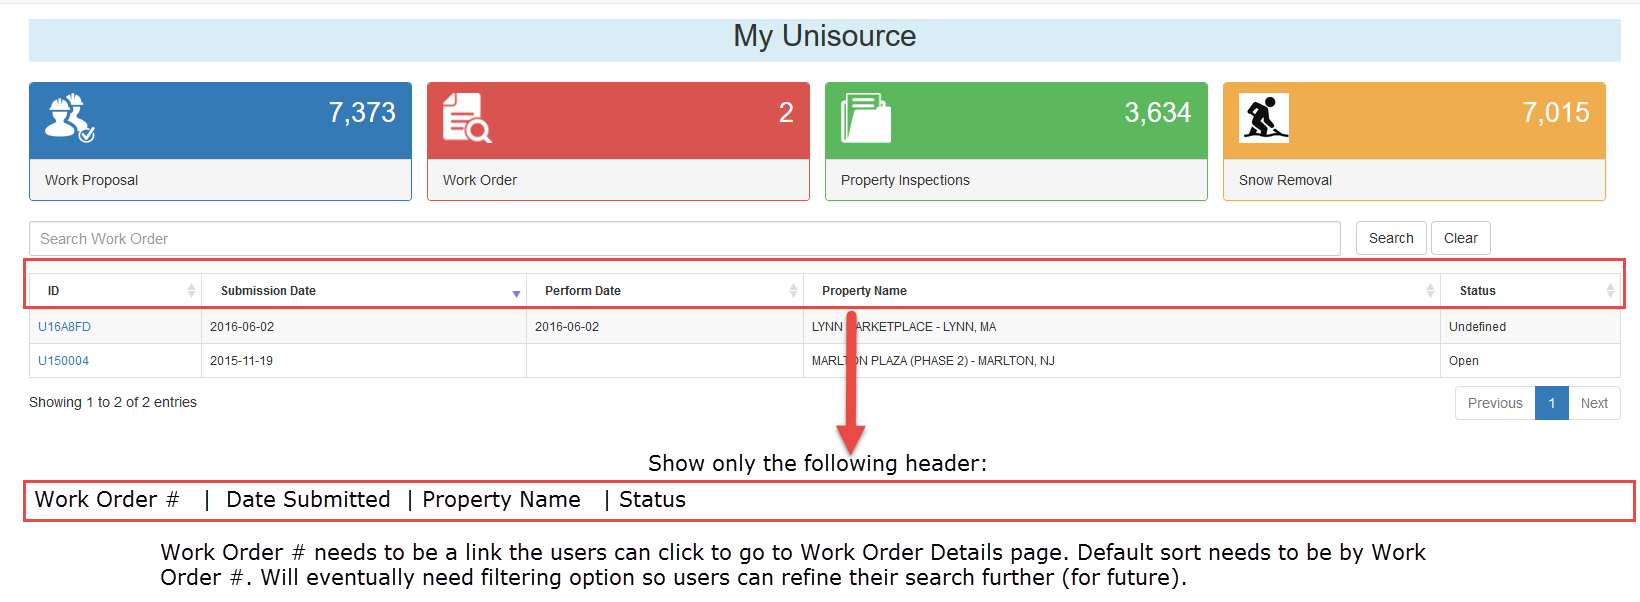 My Unisource
7,373
Work Proposal
2
Work Order
3,634
Property Inspections
7,015
Snow Removal
Search Work Order
Search
Clear
ID Submission Date Perform Date Property Name Status
U16A8FD 2016-06-02 2016-06-02 LYNN MARKETPLACE - LYNN, MA Undefined
U150004 2015-11-19 MARLTON PLAZA (PHASE 2) - MARLTON, NJ Open
Showing 1 to 2 of 2 entries
Previous 1 Next
Show only the following header:
Work Order # | Date Submitted | Property Name | Status
Work Order # needs to be a link the users can click to go to Work Order Details page. Default sort needs to be by Work
Order #. Will eventually need filtering option so users can refine their search further (for future).